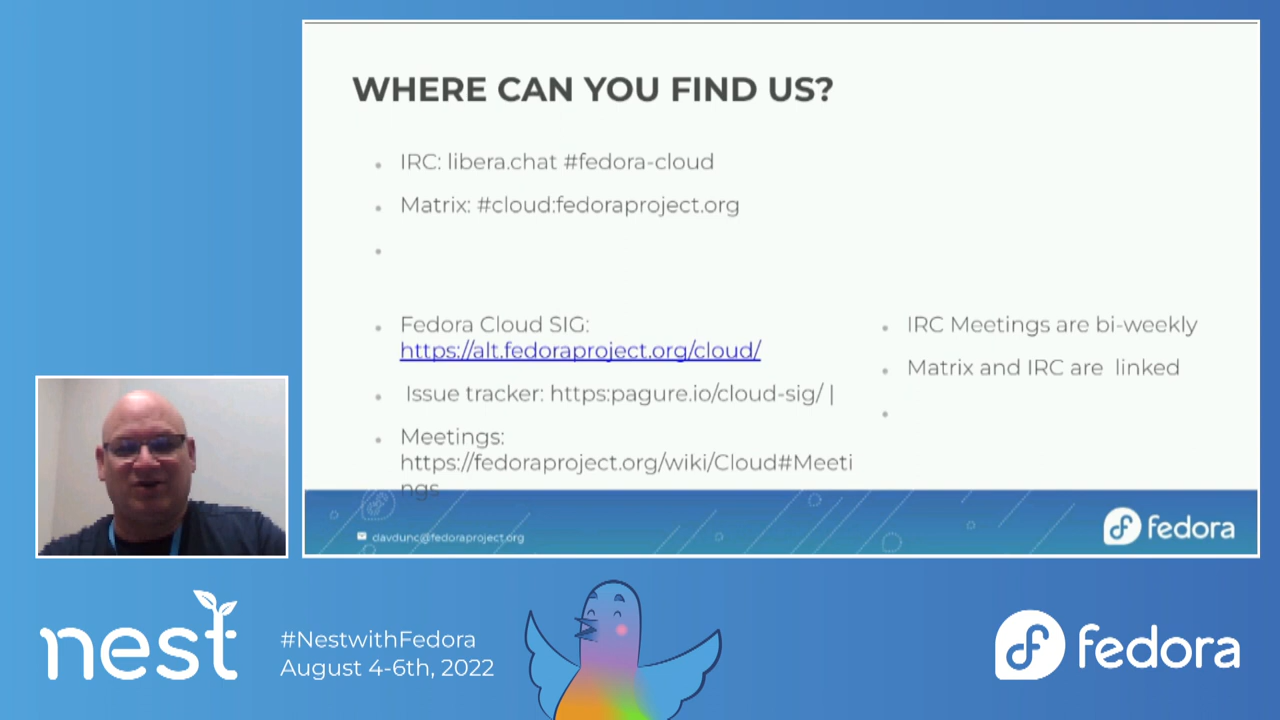 WHERE CAN YOU FIND US?
IRC: libera.chat #fedora-cloud
Matrix: #cloud:fedoraproject.org
Fedora Cloud SIG:
https://alt.fedoraproject.org/cloud/
Issue tracker: https:pagure.io/cloud-sig/ |
Meetings:
https://fedoraproject.org/wiki/Cloud#Meeti
ngs
IRC Meetings are bi-weekly
Matrix and IRC are linked
davdunc@fedoraproject.org
fedora
nest
#NestwithFedora
August 4-6th, 2022
fedora